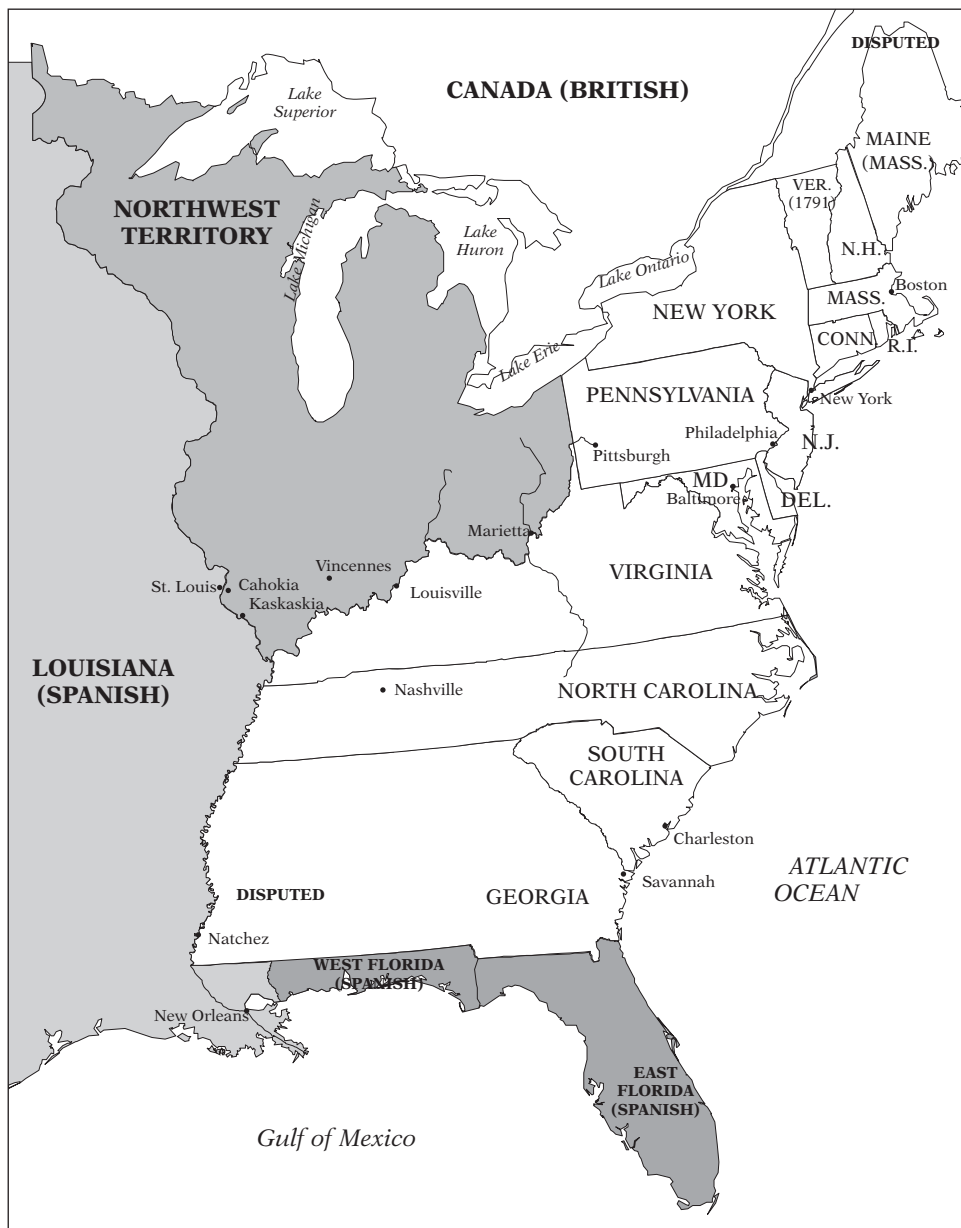 DISPUTED
CANADA (BRITISH)
Lake
Superior
MAINE
(MASS.)
VER.
(1791)
NORTHWEST
TERRITORY
Lake Michigan
Lake
Huron
N.H.
Lake Ontario
Boston
MASS.
NEW YORK
CONN.
R.I.
Lake Erie
PENNSYLVANIA
New York
Philadelphia
N.J.
Pittsburgh
MD.
Baltimore
DEL.
Marietta
VIRGINIA
Vincennes
St. Louis
Cahokia
Kaskaskia
Louisville
LOUISIANA
(SPANISH)
Nashville
NORTH CAROLINA
SOUTH
CAROLINA
Charleston
Savannah
ATLANTIC
OCEAN
DISPUTED
GEORGIA
Natchez
WEST FLORIDA
(SPANISH)
New Orleans
EAST
FLORIDA
(SPANISH)
Gulf of Mexico